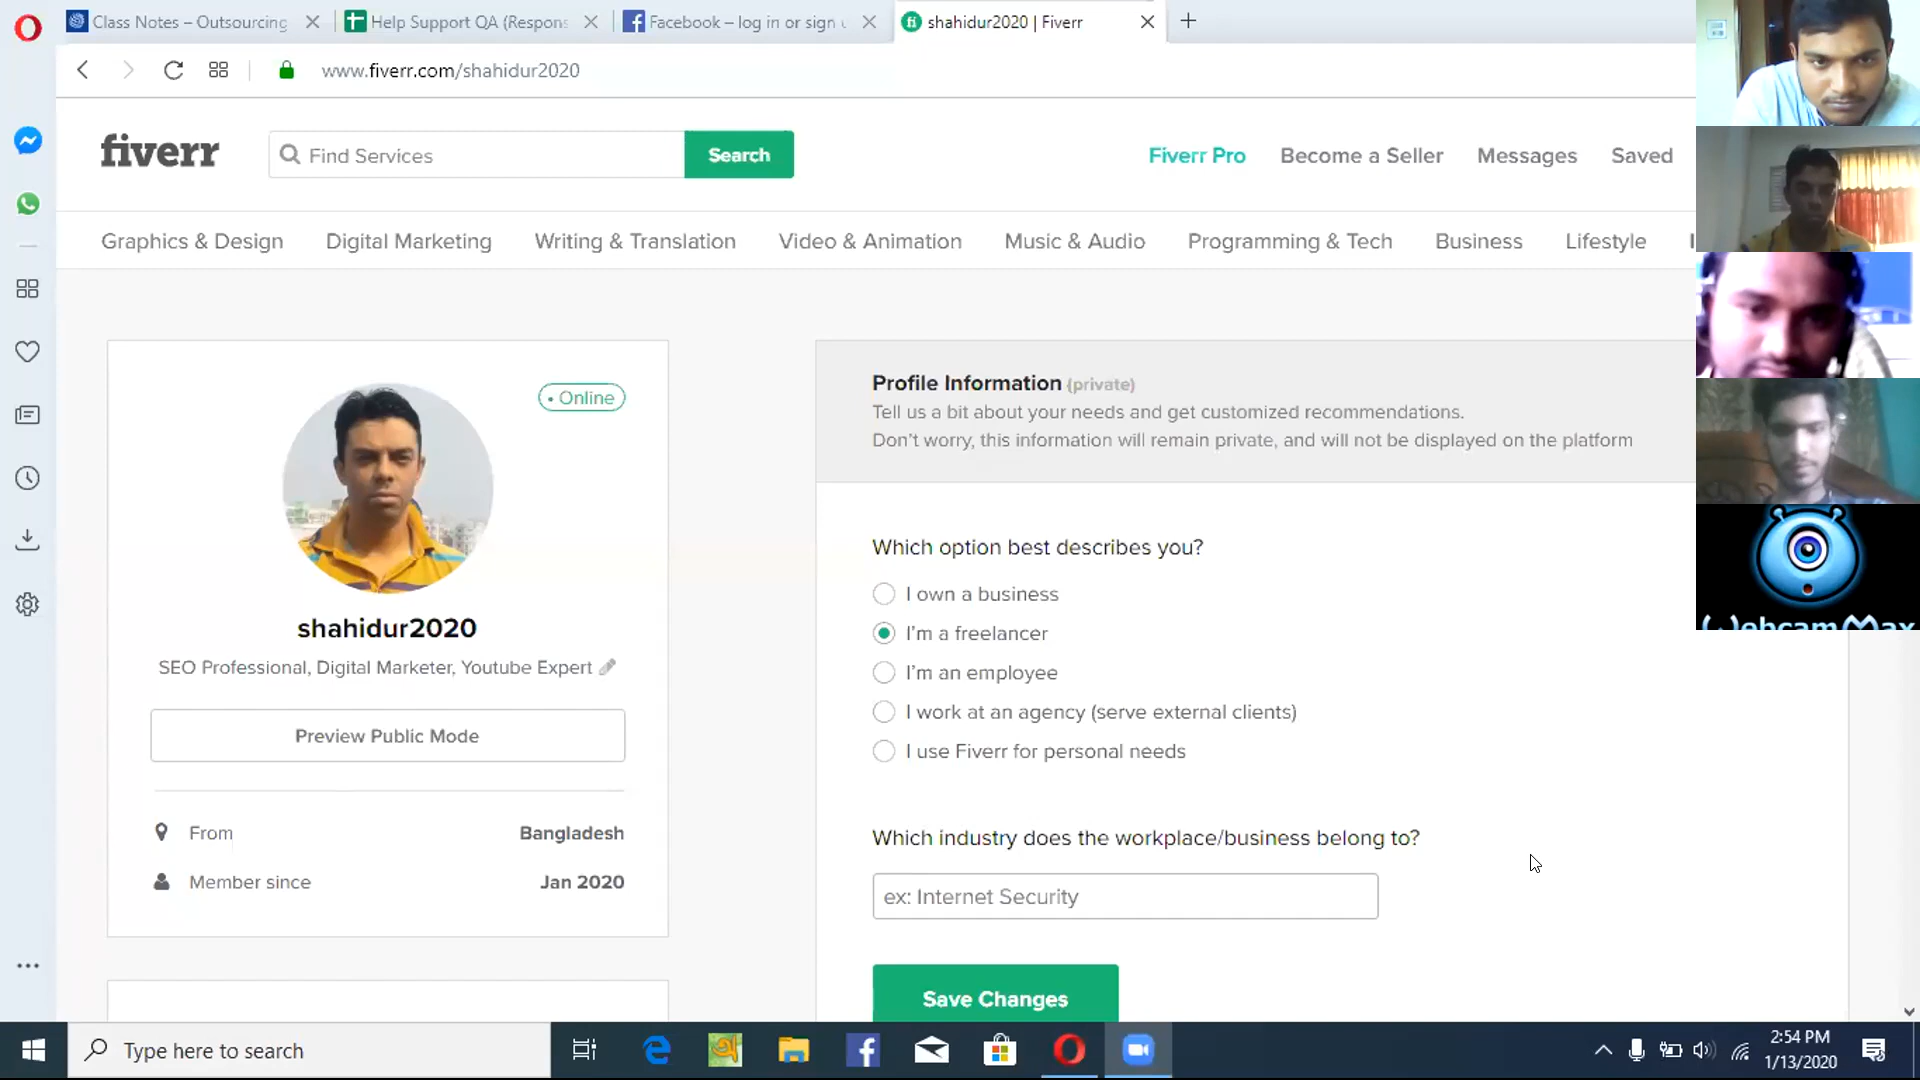 Class Notes – Outsourcing
Help Support QA (Respons
Facebook – log in or sign u
shahidur2020 | Fiverr
www.fiverr.com/shahidur2020
fiverr
Find Services
Search
Fiverr Pro
Become a Seller
Messages
Saved
Graphics & Design
Digital Marketing
Writing & Translation
Video & Animation
Music & Audio
Programming & Tech
Business
Lifestyle
• Online
shahidur2020
SEO Professional, Digital Marketer, Youtube Expert
Preview Public Mode
From Bangladesh
Member since Jan 2020
Profile Information (private)
Tell us a bit about your needs and get customized recommendations.
Don't worry, this information will remain private, and will not be displayed on the platform
Which option best describes you?
I own a business
I'm a freelancer
I'm an employee
I work at an agency (serve external clients)
I use Fiverr for personal needs
Which industry does the workplace/business belong to?
ex: Internet Security
Save Changes
WebcamMax
Type here to search
2:54 PM
1/13/2020